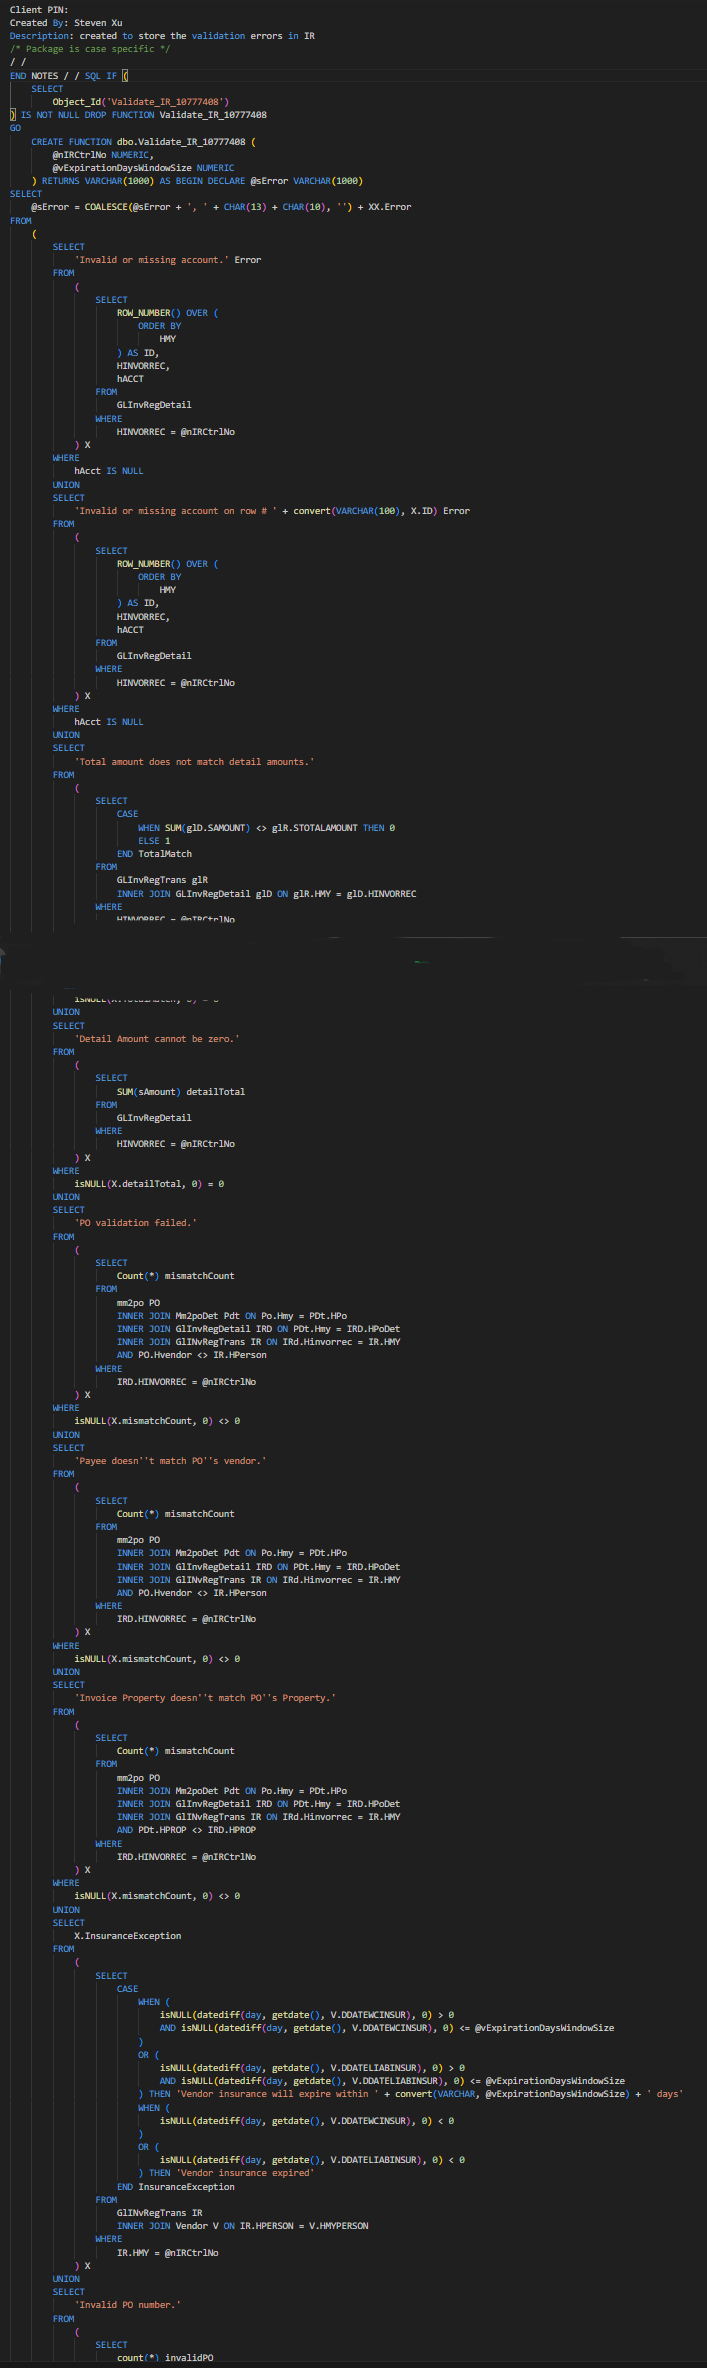 Client PIN:
Created By: Steven Xu
Description: created to store the validation errors in IR
/* Package is case specific */
/ /
END NOTES / / SQL IF (
SELECT
Object_Id('Validate_IR_10777408')
) IS NOT NULL DROP FUNCTION Validate_IR_10777408
GO
CREATE FUNCTION dbo.Validate_IR_10777408 (
@nIRCtrlNo NUMERIC,
@vExpirationDaysWindowSize NUMERIC
) RETURNS VARCHAR(1000) AS BEGIN DECLARE @sError VARCHAR(1000)
SELECT
@sError = COALESCE(@sError + ', ' + CHAR(13) + CHAR(10), '') + XX.Error
FROM
(
SELECT
'Invalid or missing account.' Error
FROM
(
SELECT
ROW_NUMBER() OVER (
ORDER BY
HMY
) AS ID,
HINVORREC,
hACCT
FROM
GLInvRegDetail
WHERE
HINVORREC = @nIRCtrlNo
) X
WHERE
hAcct IS NULL
UNION
SELECT
'Invalid or missing account on row # ' + convert(VARCHAR(100), X.ID) Error
FROM
(
SELECT
ROW_NUMBER() OVER (
ORDER BY
HMY
) AS ID,
HINVORREC,
hACCT
FROM
GLInvRegDetail
WHERE
HINVORREC = @nIRCtrlNo
) X
WHERE
hAcct IS NULL
UNION
SELECT
'Total amount does not match detail amounts.'
FROM
(
SELECT
CASE
WHEN SUM(glD.SAMOUNT) <> glR.STOTALAMOUNT THEN 0
ELSE 1
END TotalMatch
FROM
GLInvRegTrans glR
INNER JOIN GLInvRegDetail glD ON glR.HMY = glD.HINVORREC
WHERE
HINVORREC = @nIRCtrlNo
UNION
SELECT
'Detail Amount cannot be zero.'
FROM
(
SELECT
SUM(sAmount) detailTotal
FROM
GLInvRegDetail
WHERE
HINVORREC = @nIRCtrlNo
) X
WHERE
isNULL(X.detailTotal, 0) = 0
UNION
SELECT
'PO validation failed.'
FROM
(
SELECT
Count(*) mismatchCount
FROM
mm2po PO
INNER JOIN Mm2poDet Pdt ON Po.Hmy = PDt.HPo
INNER JOIN GlInvRegDetail IRD ON PDt.Hmy = IRD.HPoDet
INNER JOIN GlINvRegTrans IR ON IRd.Hinvorrec = IR.HMY
AND PO.Hvendor <> IR.HPerson
WHERE
IRD.HINVORREC = @nIRCtrlNo
) X
WHERE
isNULL(X.mismatchCount, 0) <> 0
UNION
SELECT
'Payee doesn''t match PO''s vendor.'
FROM
(
SELECT
Count(*) mismatchCount
FROM
mm2po PO
INNER JOIN Mm2poDet Pdt ON Po.Hmy = PDt.HPo
INNER JOIN GlInvRegDetail IRD ON PDt.Hmy = IRD.HPoDet
INNER JOIN GlINvRegTrans IR ON IRd.Hinvorrec = IR.HMY
AND PO.Hvendor <> IR.HPerson
WHERE
IRD.HINVORREC = @nIRCtrlNo
) X
WHERE
isNULL(X.mismatchCount, 0) <> 0
UNION
SELECT
'Invoice Property doesn''t match PO''s Property.'
FROM
(
SELECT
Count(*) mismatchCount
FROM
mm2po PO
INNER JOIN Mm2poDet Pdt ON Po.Hmy = PDt.HPo
INNER JOIN GlInvRegDetail IRD ON PDt.Hmy = IRD.HPoDet
INNER JOIN GlINvRegTrans IR ON IRd.Hinvorrec = IR.HMY
AND PDt.HPROP <> IRD.HPROP
WHERE
IRD.HINVORREC = @nIRCtrlNo
) X
WHERE
isNULL(X.mismatchCount, 0) <> 0
UNION
SELECT
X.InsuranceException
FROM
(
SELECT
CASE
WHEN (
isNULL(datediff(day, getdate(), V.DDATEWCINSUR), 0) > 0
AND isNULL(datediff(day, getdate(), V.DDATEWCINSUR), 0) <= @vExpirationDaysWindowSize
)
OR (
isNULL(datediff(day, getdate(), V.DDATELIABINSUR), 0) > 0
AND isNULL(datediff(day, getdate(), V.DDATELIABINSUR), 0) <= @vExpirationDaysWindowSize
) THEN 'Vendor insurance will expire within ' + convert(VARCHAR, @vExpirationDaysWindowSize) + ' days'
WHEN (
isNULL(datediff(day, getdate(), V.DDATEWCINSUR), 0) < 0
)
OR (
isNULL(datediff(day, getdate(), V.DDATELIABINSUR), 0) < 0
) THEN 'Vendor insurance expired'
END InsuranceException
FROM
GlINvRegTrans IR
INNER JOIN Vendor V ON IR.HPERSON = V.HMYPERSON
WHERE
IR.HMY = @nIRCtrlNo
) X
UNION
SELECT
'Invalid PO number.'
FROM
(
SELECT
count(*) invalidPO